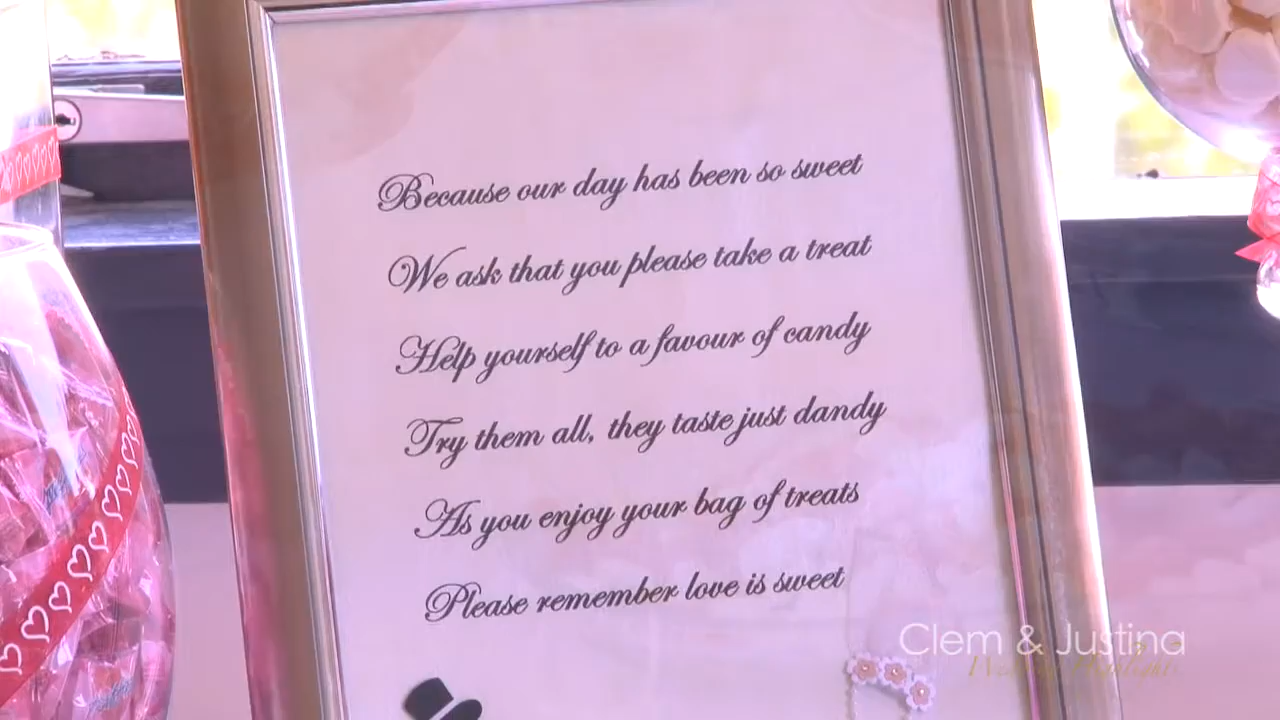 Because our day has been so sweet
We ask that you please take a treat
Help yourself to a favour of candy
Try them all, they taste just dandy
As you enjoy your bag of treats
Please remember love is sweet
Clem & Justina
Wedding Highlights